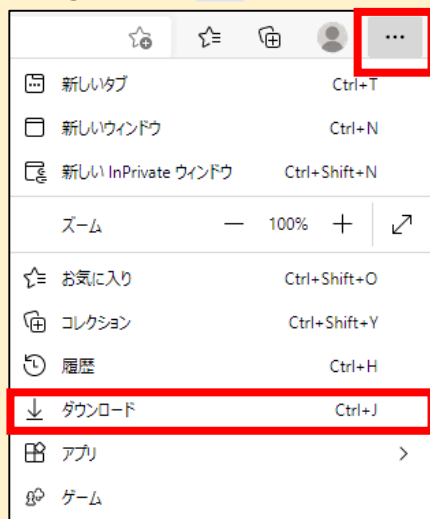 新しいタブ Ctrl+T
新しいウィンドウ Ctrl+N
新しい InPrivate ウィンドウ Ctrl+Shift+N
ズーム — 100% +
お気に入り Ctrl+Shift+O
コレクション Ctrl+Shift+Y
履歴 Ctrl+H
ダウンロード Ctrl+J
アプリ
ゲーム